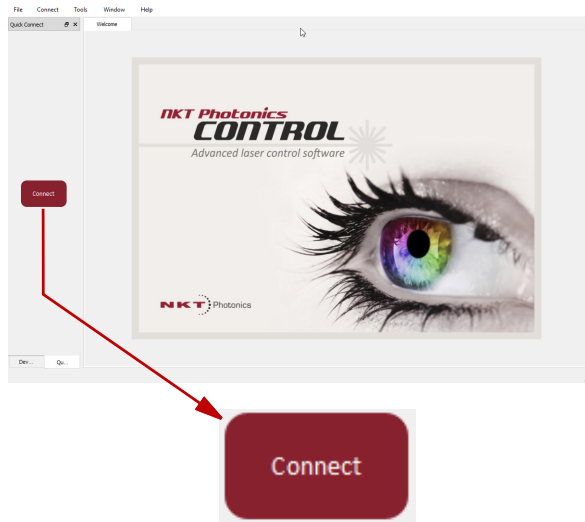 File Connect Tools Window Help
Quick Connect
Welcome
NKT Photonics
CONTROL
Advanced laser control software
Connect
NKT Photonics
Dev... Qu...
Connect